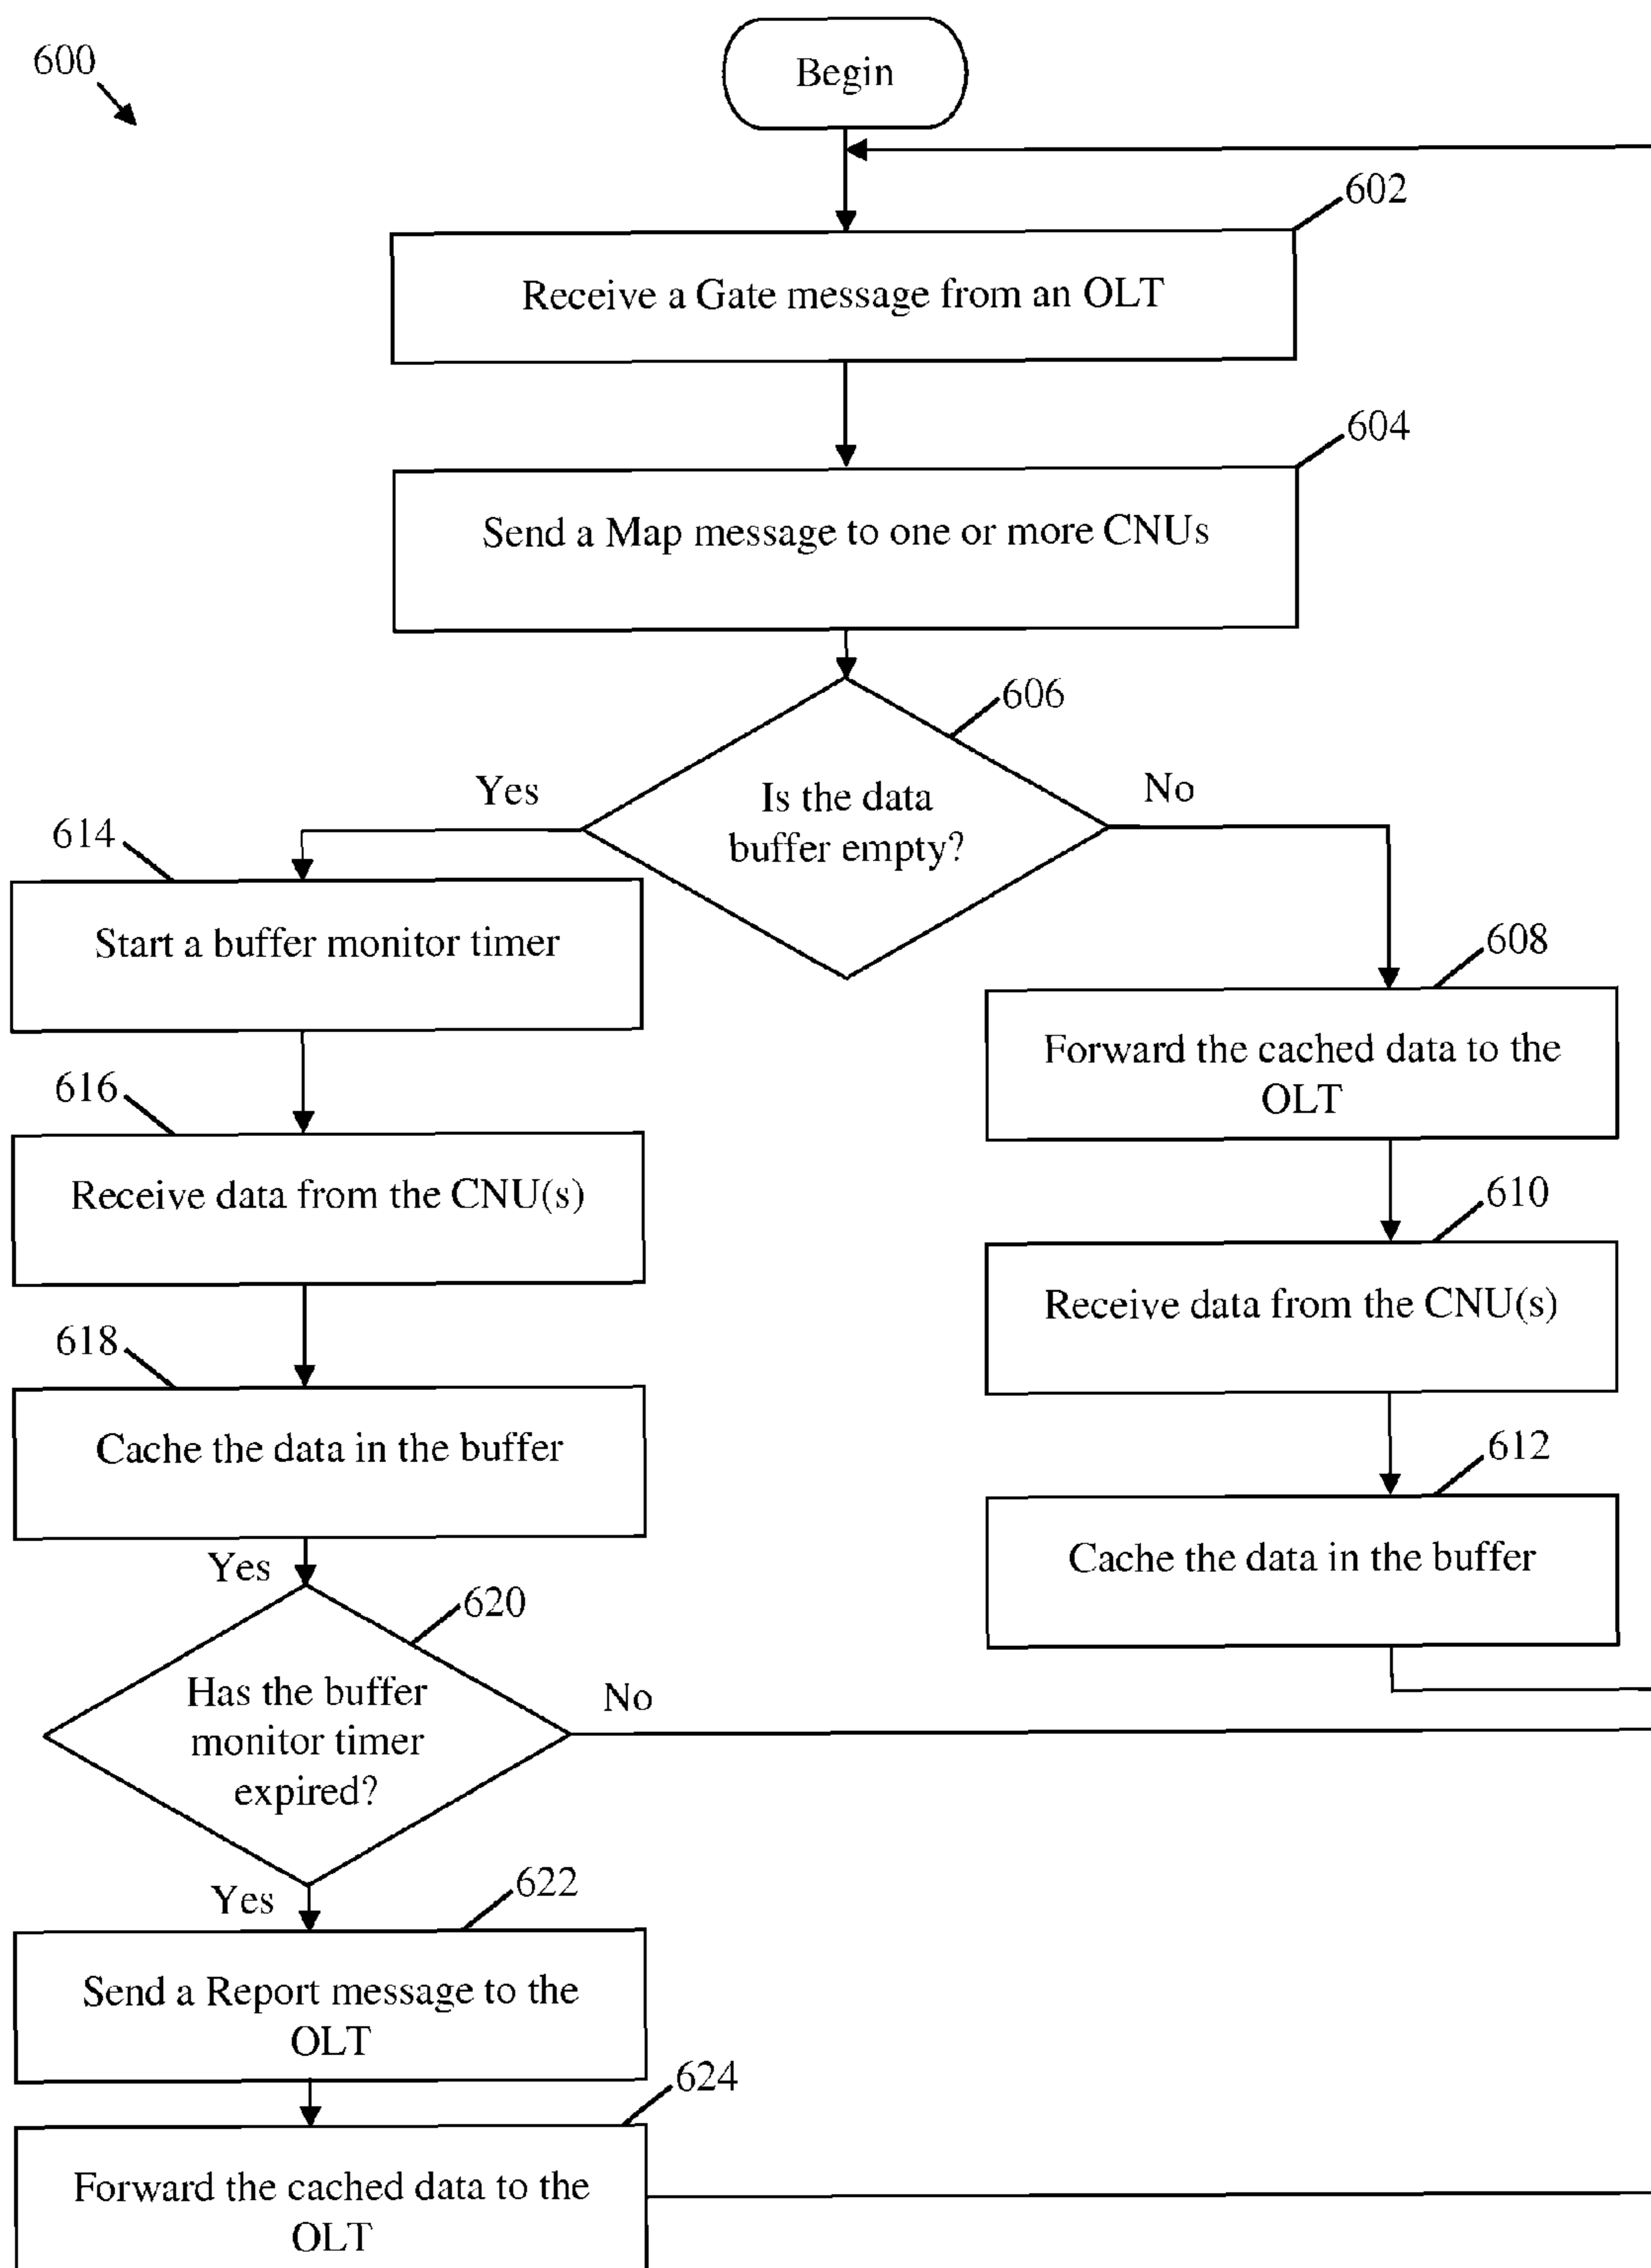 600
Begin
602
Receive a Gate message from an OLT
604
Send a Map message to one or more CNUs
606
Is the data
buffer empty?
Yes
No
614
Start a buffer monitor timer
608
Forward the cached data to the
OLT
616
Receive data from the CNU(s)
610
Receive data from the CNU(s)
618
Cache the data in the buffer
612
Cache the data in the buffer
Yes
620
Has the buffer
monitor timer
expired?
No
Yes
622
Send a Report message to the
OLT
624
Forward the cached data to the
OLT